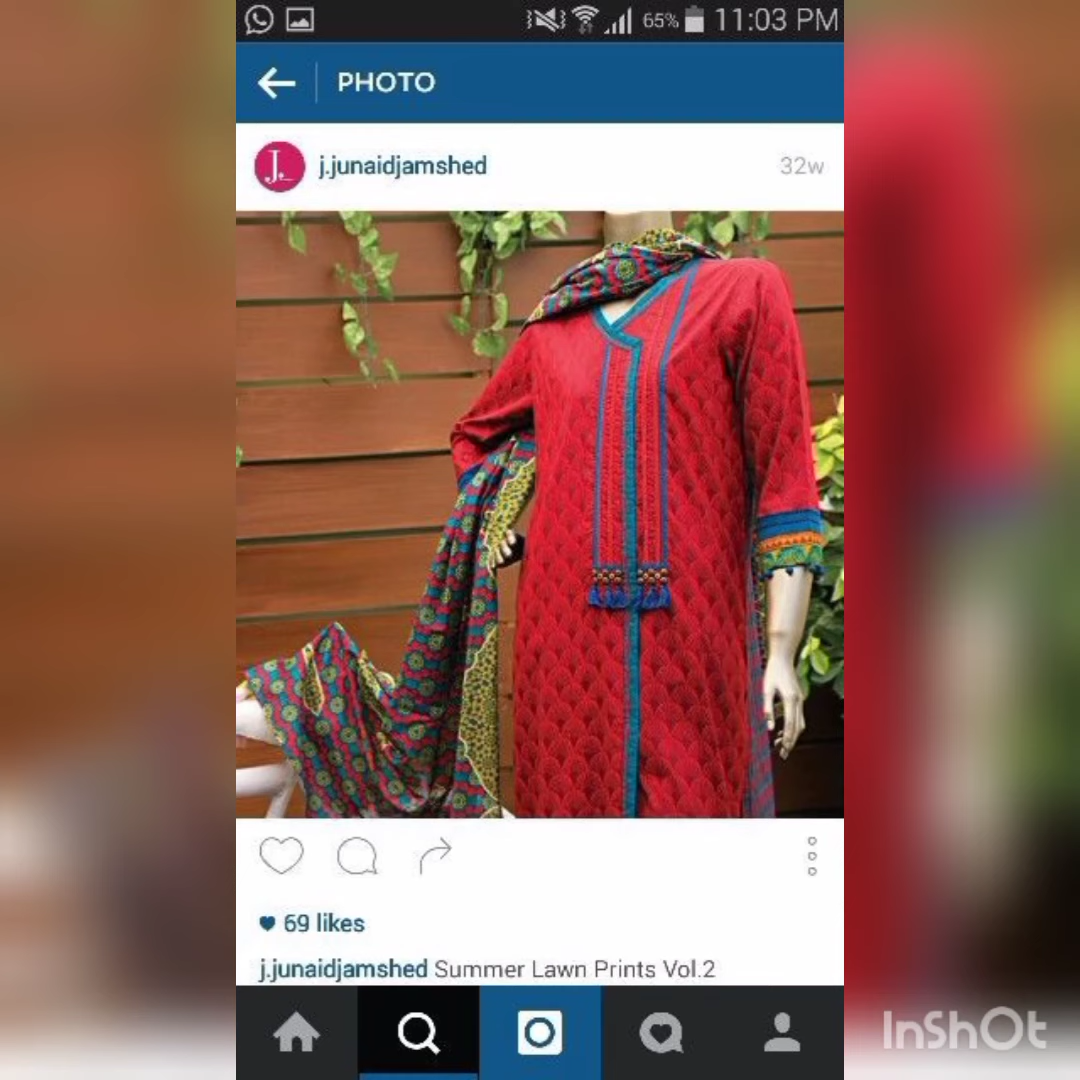 65% 11:03 PM
PHOTO
J.
j.junaidjamshed 32w
69 likes
j.junaidjamshed Summer Lawn Prints Vol.2
InShOt